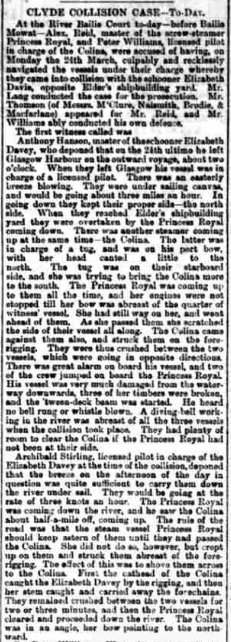 CLYDE COLLISION CASE—TO-DAY.
At the River Bailie Court to-day—before Bailie
Mowat—Alex. Reid, master of the screw-steamer
Princess Royal, and Peter Williams, licensed pilot
in charge of the Colina, were accused of having, on
Monday the 24th March, culpably and recklessly
navigated the vessels under their charge whereby
they came into collision with the schooner Elizabeth
Davis, opposite Elder's shipbuilding yard. Mr.
Lang conducted the case for the prosecution. Mr.
Thomson (of Messrs. M'Clure, Naismith, Brodie, &
Macfarlane) appeared for Mr. Reid, and Mr.
Williams ably conducted his own defence.
The first witness called was
Anthony Hanson, master of the schooner Elizabeth
Davey, who deponed that on the 24th ultimo he left
Glasgow Harbour on the outward voyage, about two
o'clock. When they left Glasgow his vessel was in
charge of a licensed pilot. There was an easterly
breeze blowing. They were under sailing canvas,
and would be going about three miles an hour. In
going down they kept their proper side—the north
side. When they reached Elder's shipbuilding
yard they were overtaken by the Princess Royal
coming down. There was another steamer coming
up at the same time—the Colina. The latter was
in charge of a tug, and was on his port bow,
with her head canted a little to the
north. The tug was on their starboard
side, and she was trying to bring the Colina more
to the south. The Princess Royal was coming up
to them all the time, and her engines were not
stopped till her bow was abreast of the quarter of
witness' vessel. She had still way on her, and went
ahead of them. As she passed them she scratched
the side of their vessel all along. The Colina came
against them also, and struck them on the fore-
rigging. They were thus crushed between the two
vessels, which were going in opposite directions.
There was great alarm on board his vessel, and two
of the crew jumped on board the Princess Royal.
His vessel was very much damaged from the water-
way downwards, three of her timbers were broken,
and the 'tween-deck beam was started. He heard
no bell rung or whistle blown. A diving-bell work-
ing in the river was abreast of all the three vessels
when the collision took place. They had plenty of
room to clear the Colina if the Princess Royal had
not been at their side.
Archibald Stirling, licensed pilot in charge of the
Elizabeth Davey at the time of the collision, deponed
that the breeze on the afternoon of the day in
question was quite sufficient to carry them down
the river under sail. They would be going at the
rate of three knots an hour. The Princess Royal
was coming down the river, and he saw the Colina
about half-a-mile off, coming up. The rule of the
road was that the steam vessel Princess Royal
should keep astern of them until they had passed
the Colina. She did not do so, however, but crept
up on them and struck them abreast of the fore-
rigging. The effect of this was to shove them across
to the Colina. First the cathead of the Colina
caught the Elizabeth Davey by the rigging, and then
her stem caught and carried away the forechains.
They remained crushed between the two vessels for
two or three minutes, and then the Princess Royal
cleared and proceeded down the river. The Colina
was in an angle, her bow pointing to the north-
ward.